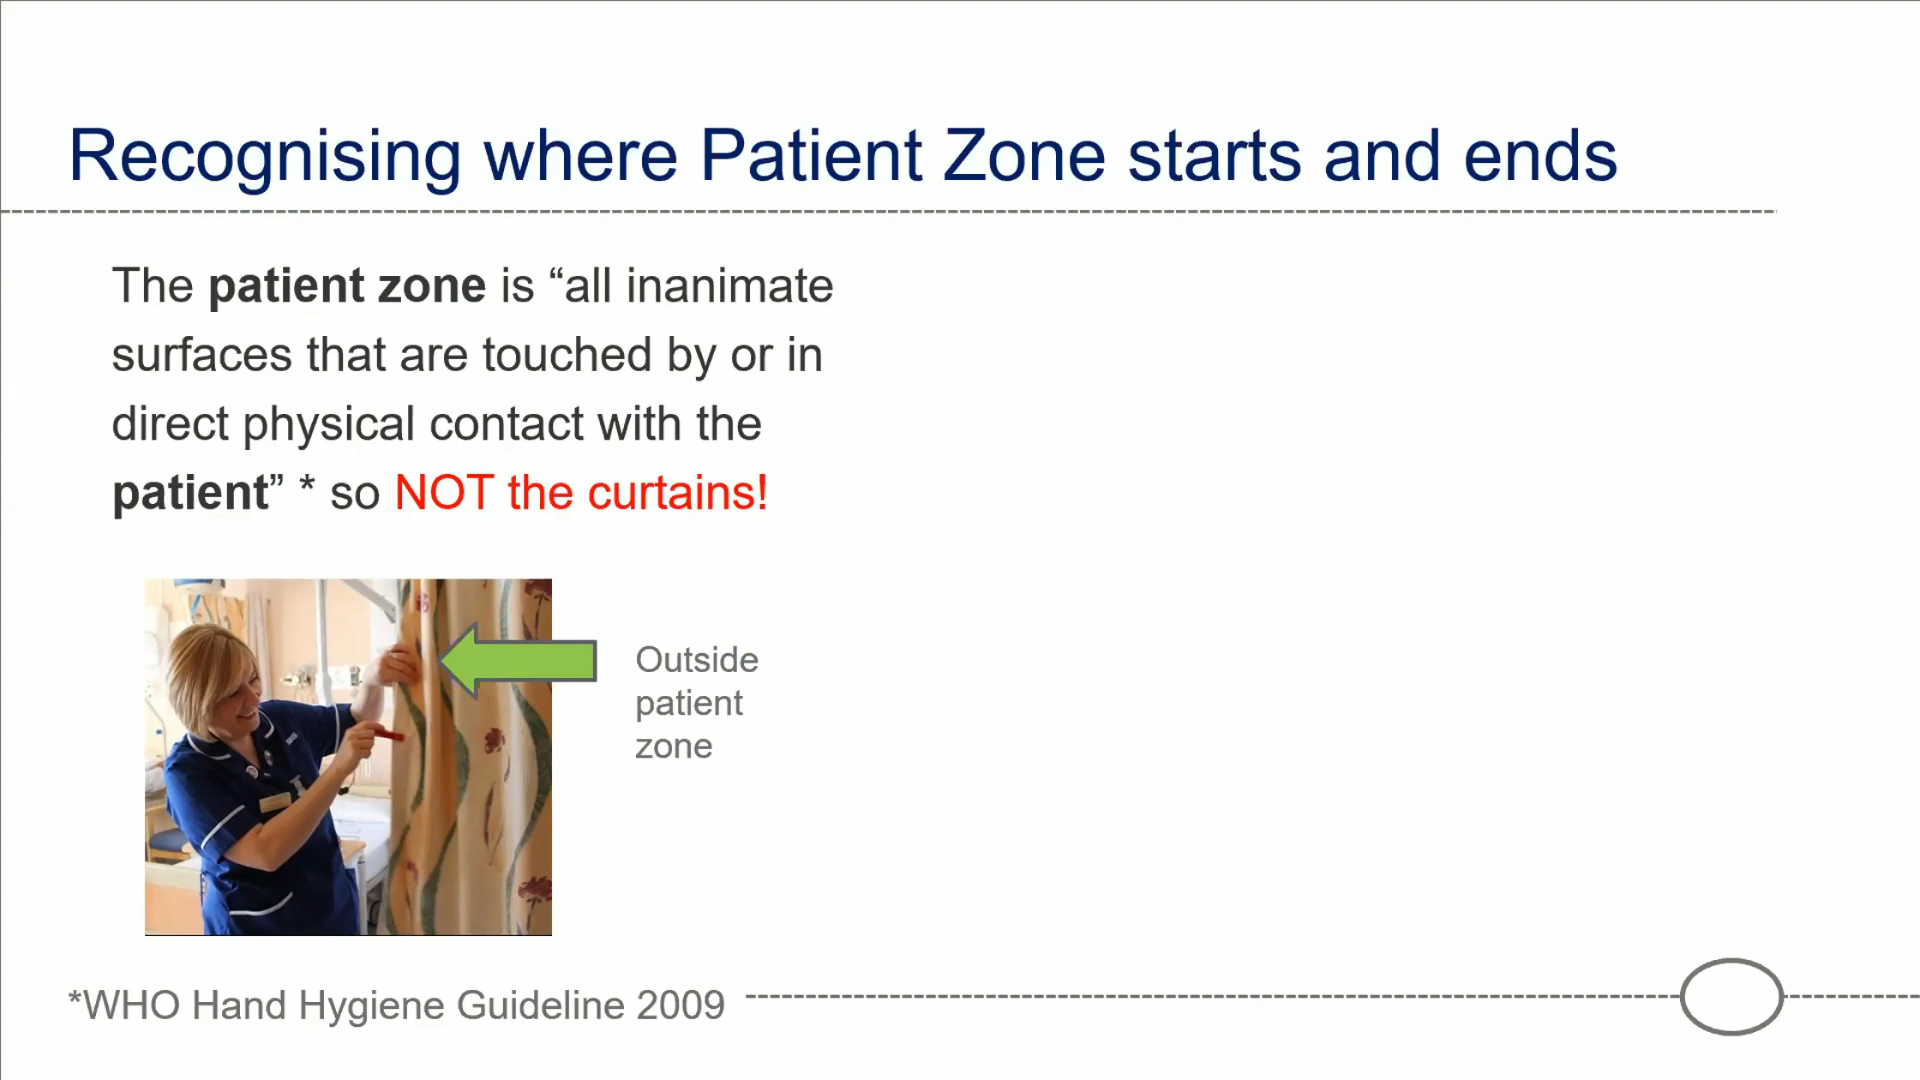 Recognising where Patient Zone starts and ends
The patient zone is “all inanimate
surfaces that are touched by or in
direct physical contact with the
patient” * so NOT the curtains!
Outside
patient
zone
*WHO Hand Hygiene Guideline 2009